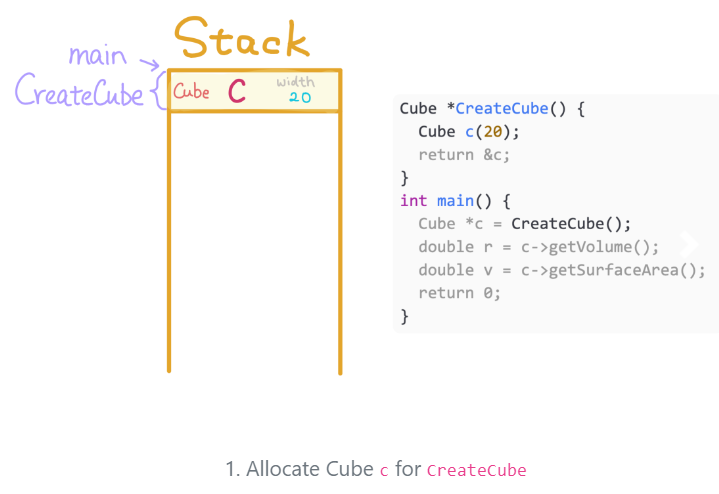 Stack
main
CreateCube
Cube C width 20
Cube *CreateCube() {
Cube c(20);
return &c;
}
int main() {
Cube *c = CreateCube();
double r = c->getVolume();
double v = c->getSurfaceArea();
return 0;
}
1. Allocate Cube c for CreateCube